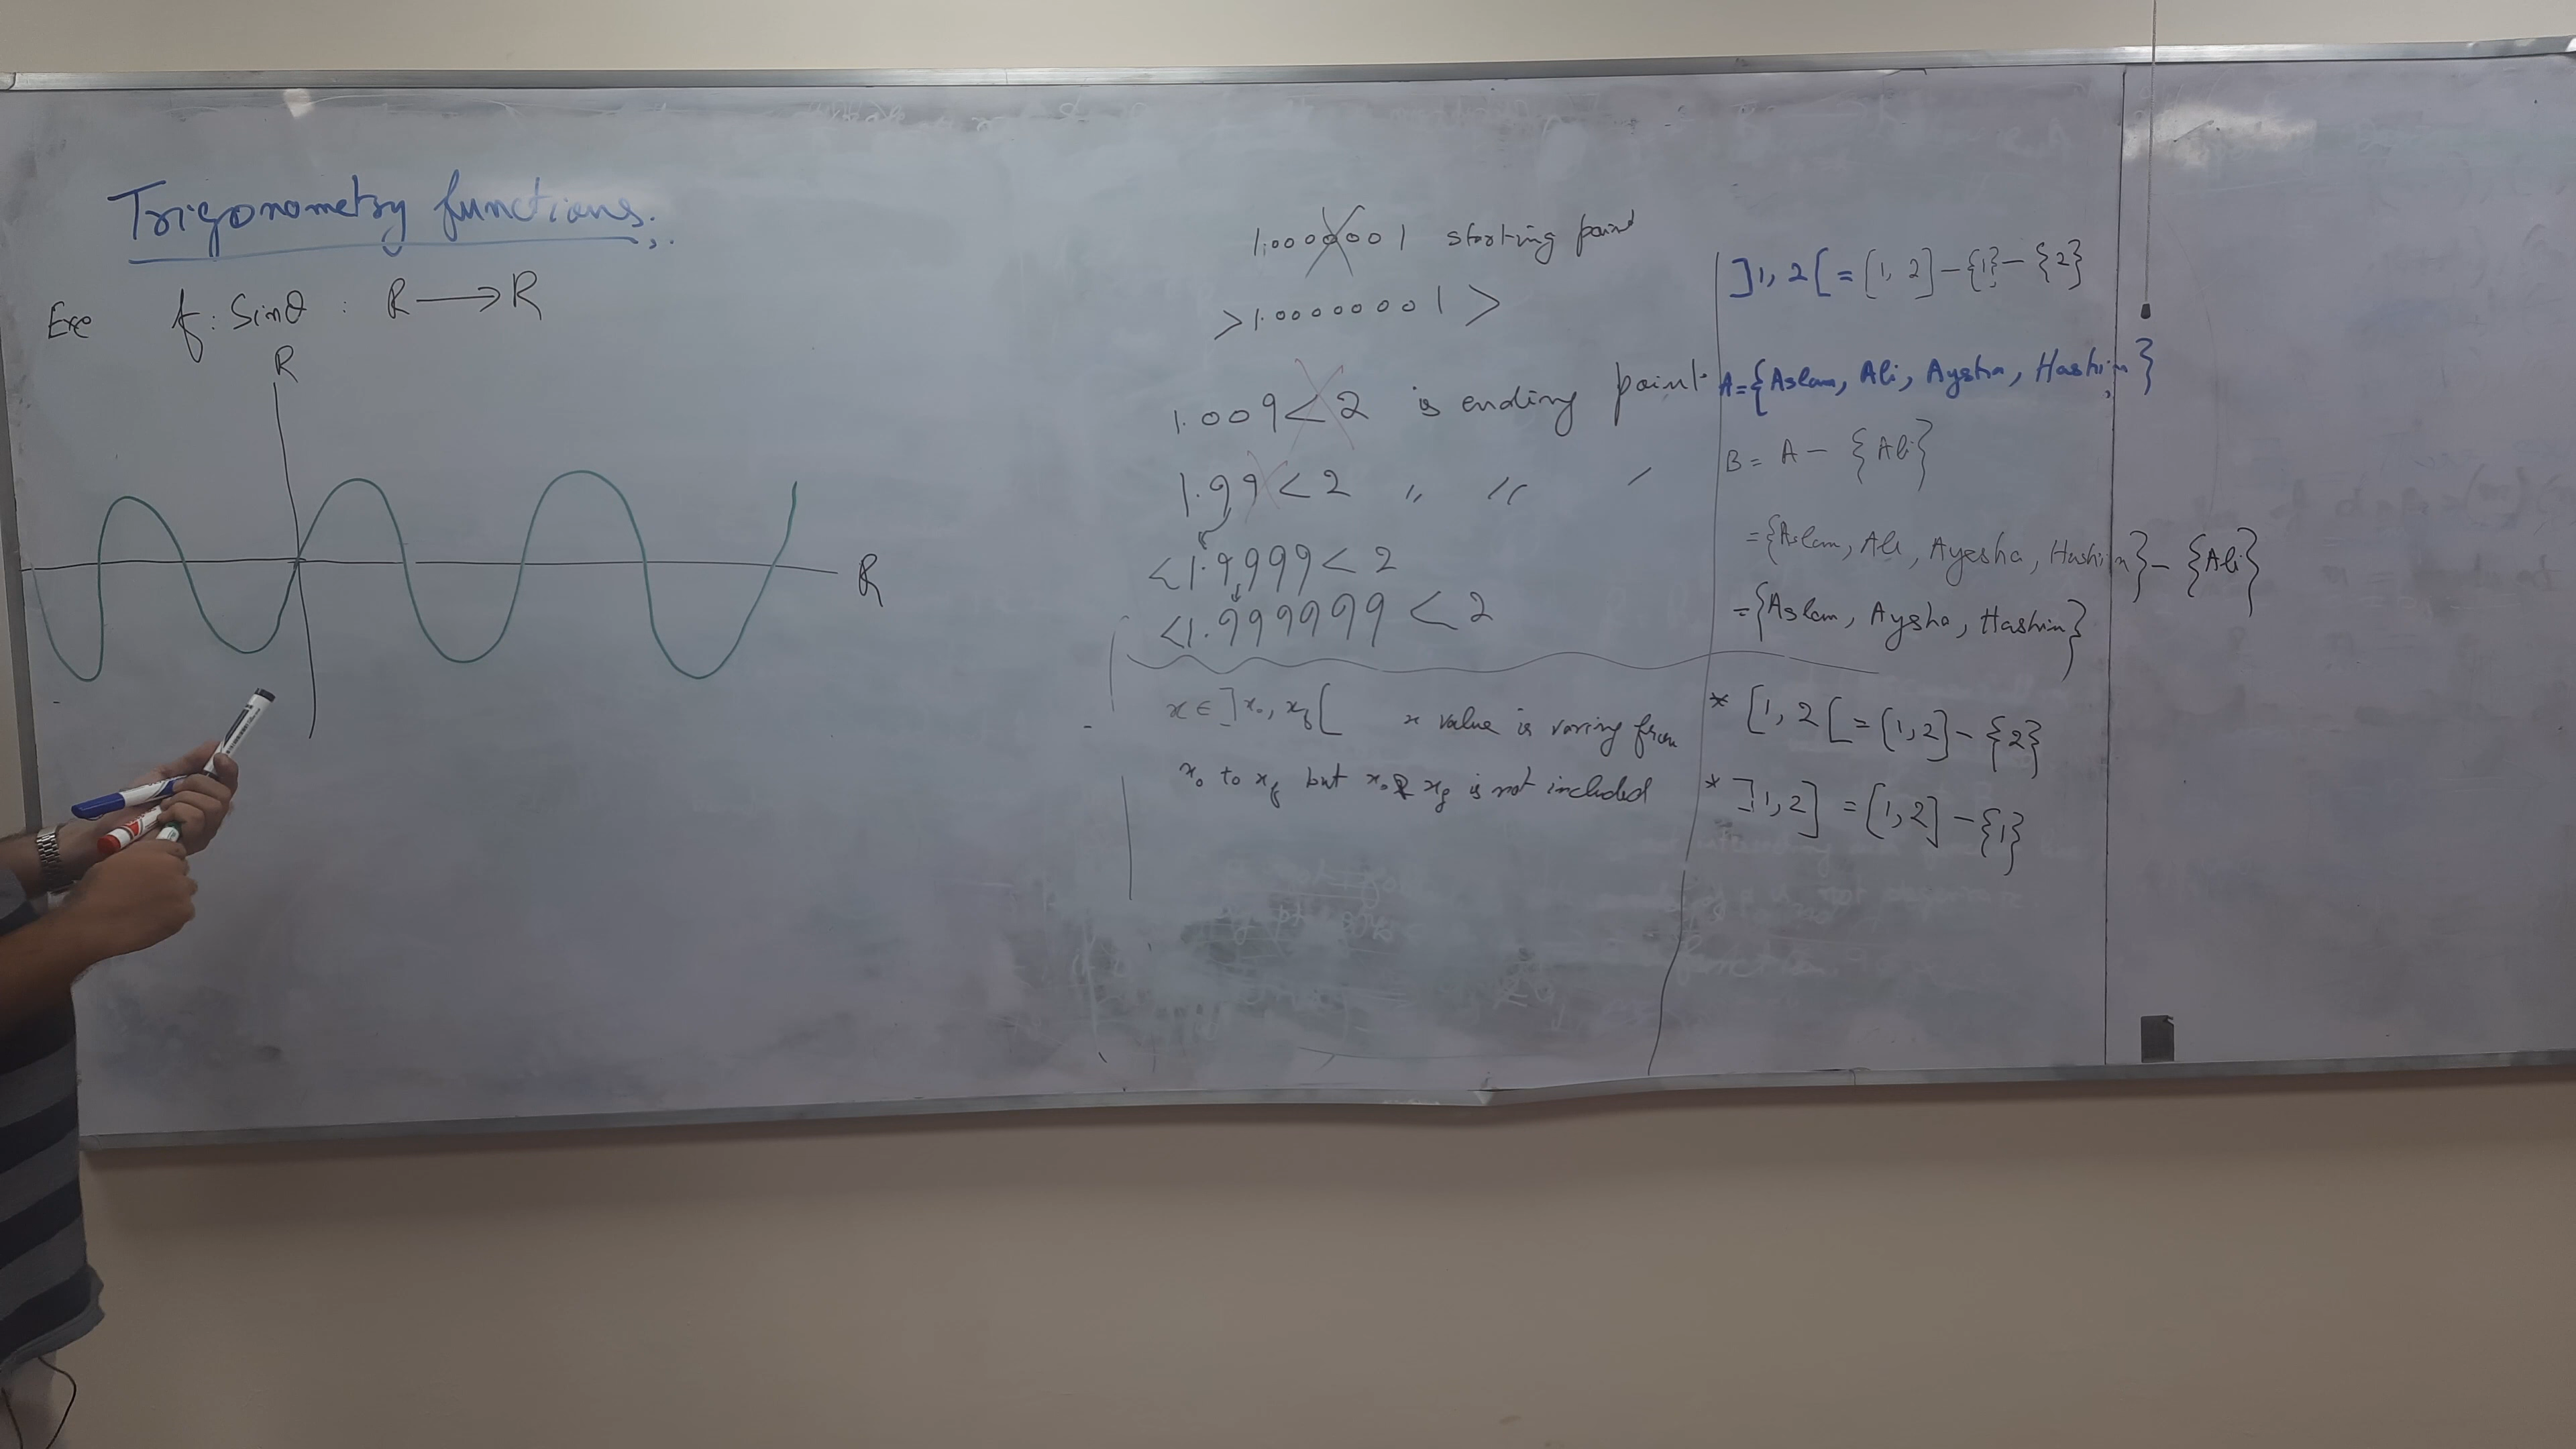 Trigonometry functions.
Exe f: Sinθ : R ⟶ R
R
R
1.0000001 starting point
>1.00000001>
1.009<2 is ending point
1.99<2 〃 〃 〃
<1.9999<2
<1.999999<2
x ∈ ]x₀, x_f[ x value is varing from
x₀ to x_f but x₀ & x_f is not included
]1, 2[ = [1, 2] - {1} - {2}
A = {Aslam, Ali, Aysha, Hashim}
B = A - {Ali}
= {Aslam, Ali, Ayesha, Hashim} - {Ali}
= {Aslam, Aysha, Hashim}
* [1, 2[ = [1, 2] - {2}
* ]1, 2] = [1, 2] - {1}